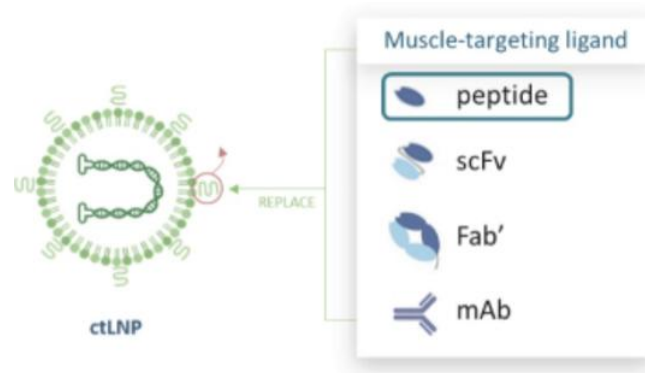 Muscle-targeting ligand
peptide
scFv
Fab’
mAb
REPLACE
ctLNP